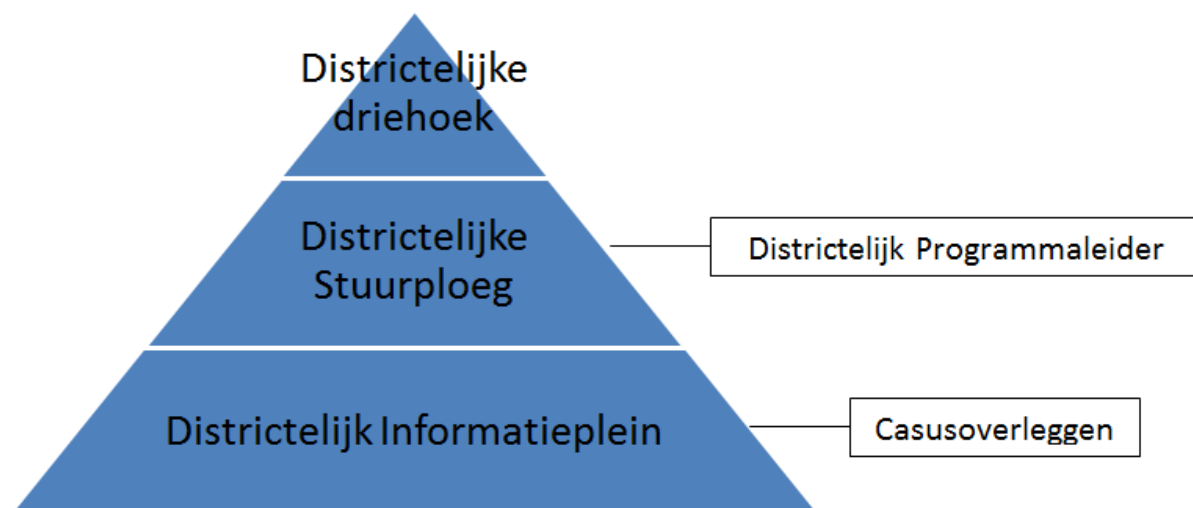 Districtelijke
driehoek
Districtelijke
Stuurploeg
Districtelijk Programmaleider
Districtelijk Informatieplein
Casusoverleggen